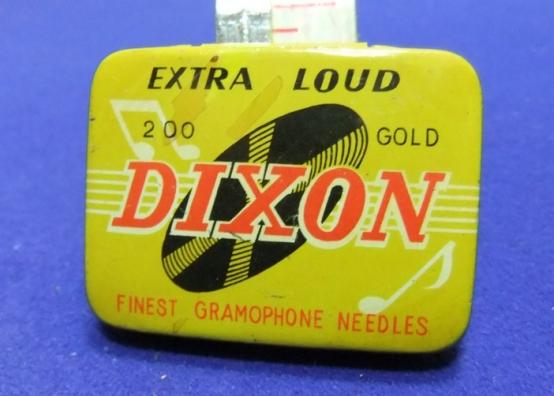 EXTRA LOUD
200 GOLD
DIXON
FINEST GRAMOPHONE NEEDLES